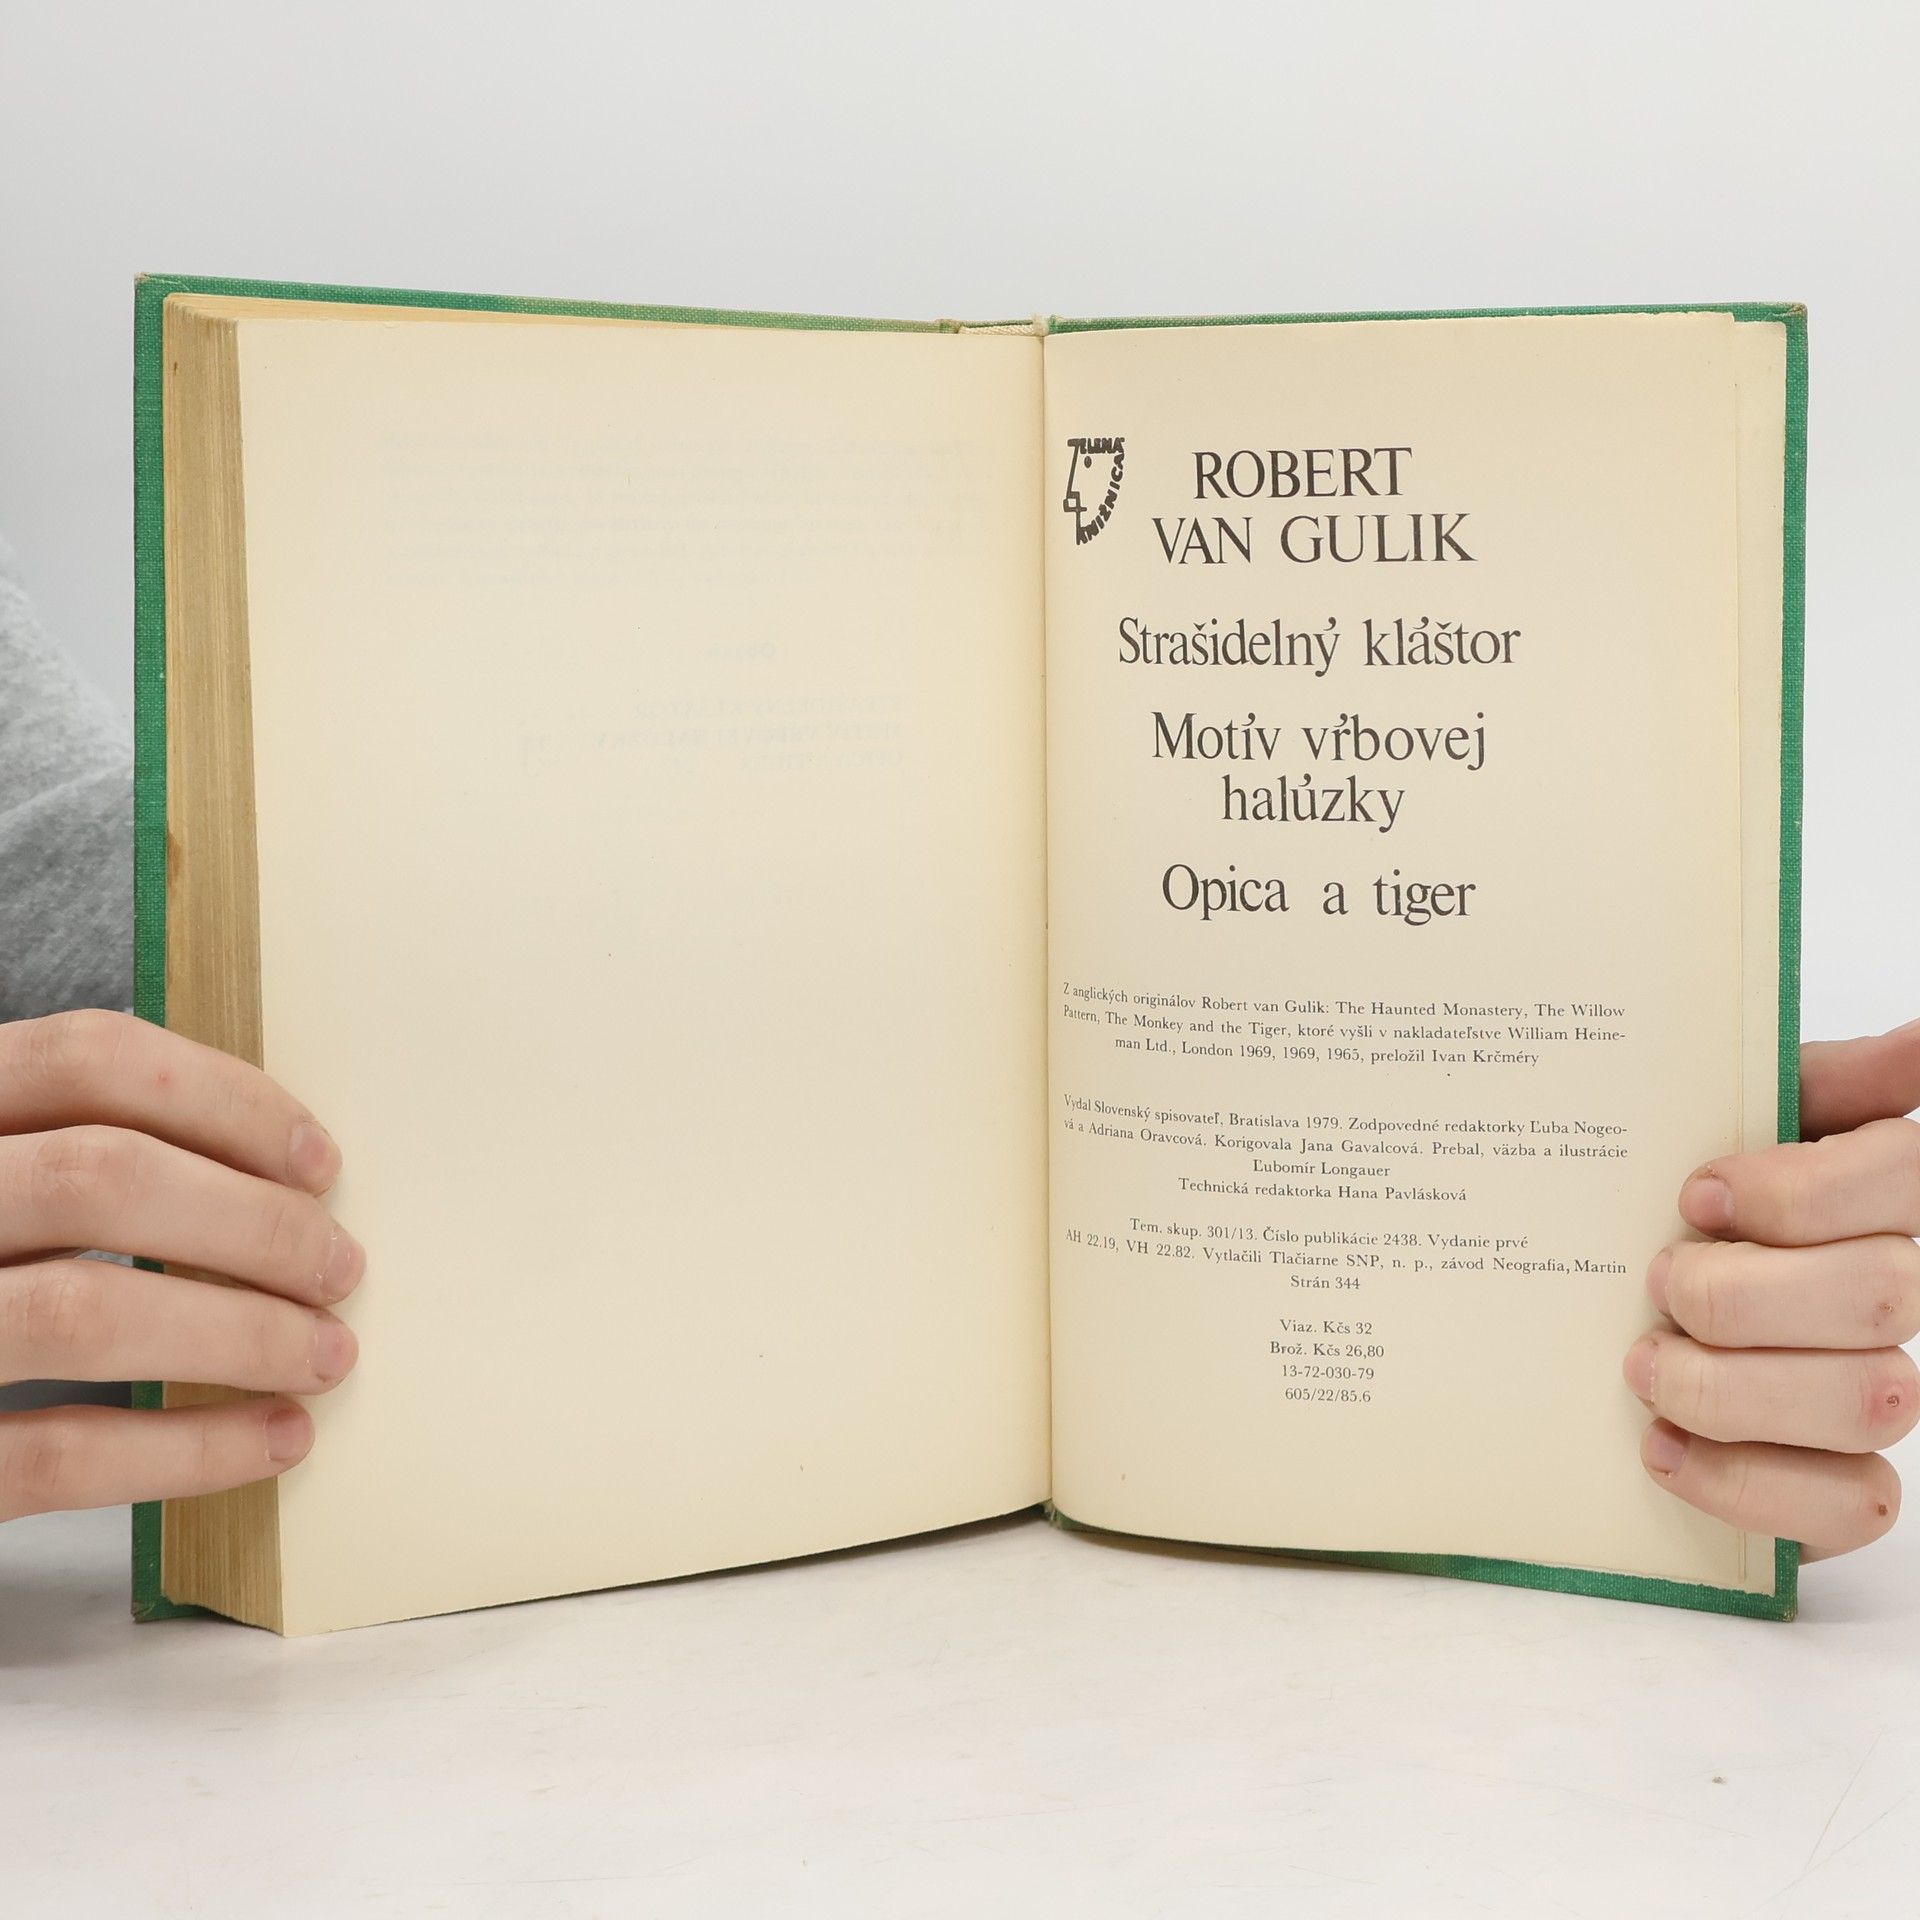 ZELENÁ
KNIŽNICA
ROBERT
VAN GULIK
Strašidelný kláštor
Motív vŕbovej
halúzky
Opica a tiger
Z anglických originálov Robert van Gulik: The Haunted Monastery, The Willow
Pattern, The Monkey and the Tiger, ktoré vyšli v nakladateľstve William Heine-
man Ltd., London 1969, 1969, 1965, preložil Ivan Krčméry
Vydal Slovenský spisovateľ, Bratislava 1979. Zodpovedné redaktorky Ľuba Nogeo-
vá a Adriana Oravcová. Korigovala Jana Gavalcová. Prebal, väzba a ilustrácie
Ľubomír Longauer
Technická redaktorka Hana Pavlásková
Tem. skup. 301/13. Číslo publikácie 2438. Vydanie prvé
AH 22.19, VH 22.82. Vytlačili Tlačiarne SNP, n. p., závod Neografia, Martin
Strán 344
Viaz. Kčs 32
Brož. Kčs 26,80
13-72-030-79
605/22/85.6